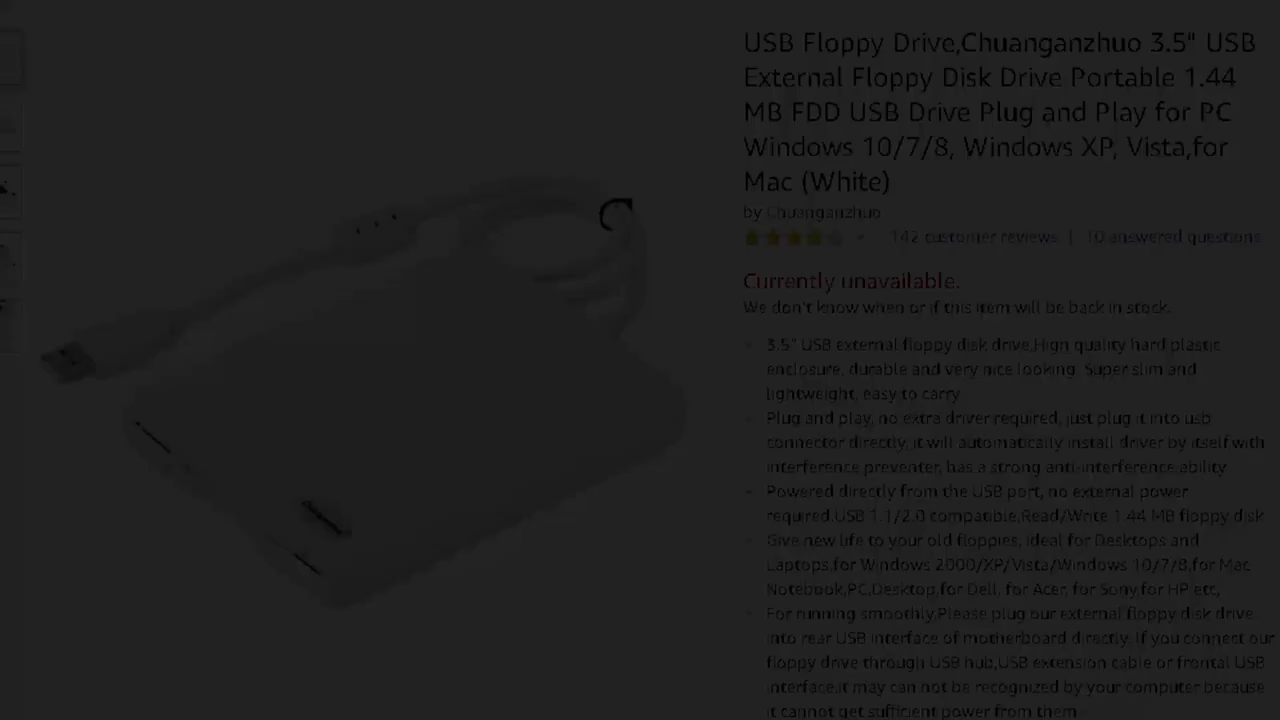 USB Floppy Drive,Chuanganzhuo 3.5" USB
External Floppy Disk Drive Portable 1.44
MB FDD USB Drive Plug and Play for PC
Windows 10/7/8, Windows XP, Vista,for
Mac (White)
by Chuanganzhuo
142 customer reviews | 10 answered questions
Currently unavailable.
We don't know when or if this item will be back in stock.
3.5" USB external floppy disk drive,High quality hard plastic
enclosure, durable and very nice looking. Super slim and
lightweight, easy to carry
Plug and play, no extra driver required, just plug it into usb
connector directly,it will automatically install driver by itself with
interference preventer, has a strong anti-interference ability
Powered directly from the USB port, no external power
required.USB 1.1/2.0 compatible,Read/Write 1.44 MB floppy disk
Give new life to your old floppies, ideal for Desktops and
Laptops,for Windows 2000/XP/Vista/Windows 10/7/8,for Mac
Notebook,PC,Desktop,for Dell, for Acer, for Sony,for HP etc,
For running smoothly,Please plug our external floppy disk drive
into rear USB interface of motherboard directly. If you connect our
floppy drive through USB hub,USB extension cable or frontal USB
interface.it may can not be recognized by your computer because
it cannot get sufficient power from them